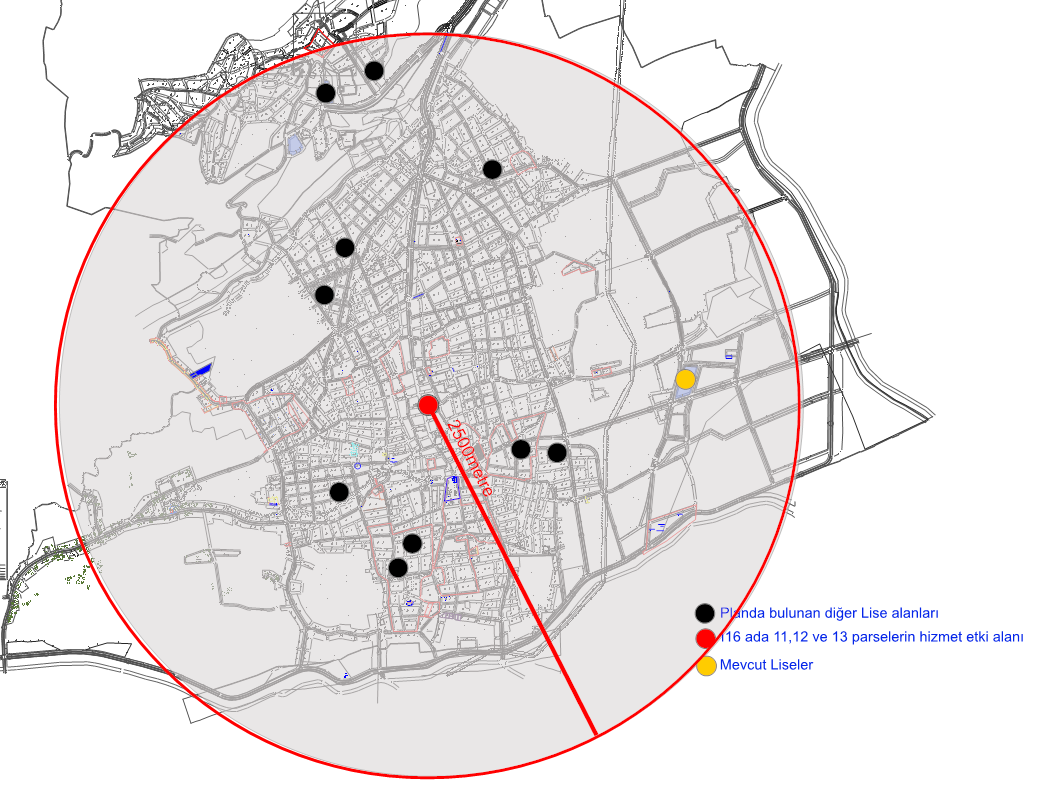 2500metre
Planda bulunan diğer Lise alanları
116 ada 11,12 ve 13 parselerin hizmet etki alanı
Mevcut Liseler